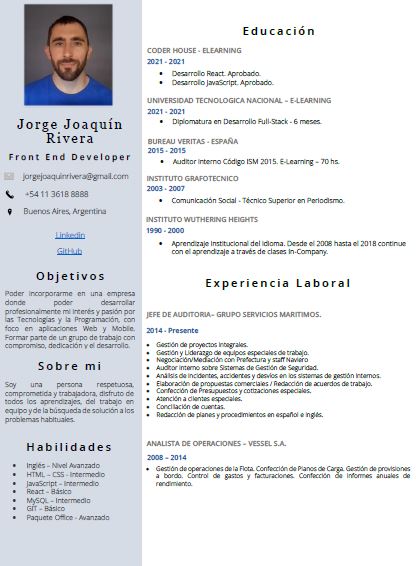 Jorge Joaquín
Rivera
Front End Developer
jorgejoaquinrivera@gmail.com
+54 11 3618 8888
Buenos Aires, Argentina
Linkedin
GitHub
Objetivos
Poder incorporarme en una empresa
donde poder desarrollar
profesionalmente mi interés y pasión por
las Tecnologías y la Programación, con
foco en aplicaciones Web y Mobile.
Formar parte de un grupo de trabajo con
compromiso, dedicación y el desarrollo.
Sobre mi
Soy una persona respetuosa,
comprometida y trabajadora, disfruto de
todos los aprendizajes, del trabajo en
equipo y de la búsqueda de solución a los
problemas habituales.
Habilidades
• Inglés – Nivel Avanzado
• HTML – CSS - Intermedio
• JavaScript – Intermedio
• React – Básico
• MySQL – Intermedio
• GIT – Básico
• Paquete Office - Avanzado
Educación
CODER HOUSE - ELEARNING
2021 - 2021
• Desarrollo React. Aprobado.
• Desarrollo JavaScript. Aprobado.
UNIVERSIDAD TECNOLOGICA NACIONAL – E-LEARNING
2021 - 2021
• Diplomatura en Desarrollo Full-Stack - 6 meses.
BUREAU VERITAS - ESPAÑA
2015 - 2015
• Auditor interno Código ISM 2015. E-Learning – 70 hs.
INSTITUTO GRAFOTECNICO
2003 - 2007
• Comunicación Social - Técnico Superior en Periodismo.
INSTITUTO WUTHERING HEIGHTS
1990 - 2000
• Aprendizaje institucional del idioma. Desde el 2008 hasta el 2018 continue
con el aprendizaje a través de clases In-Company.
Experiencia Laboral
JEFE DE AUDITORIA– GRUPO SERVICIOS MARITIMOS.
2014 - Presente
• Gestión de proyectos Integrales.
• Gestión y Liderazgo de equipos especiales de trabajo.
• Negociación/Mediación con Prefectura y staff Naviero
• Auditor interno sobre Sistemas de Gestión de Seguridad.
• Análisis de incidentes, accidentes y desvíos en los sistemas de gestión Internos.
• Elaboración de propuestas comerciales / Redacción de acuerdos de trabajo.
• Confección de Presupuestos y cotizaciones especiales.
• Atención a clientes especiales.
• Conciliación de cuentas.
• Redacción de planes y procedimientos en español e inglés.
ANALISTA DE OPERACIONES – VESSEL S.A.
2008 – 2014
• Gestión de operaciones de la Flota. Confección de Planos de Carga. Gestión de provisiones
a bordo. Control de gastos y facturaciones. Confección de informes anuales de
rendimiento.